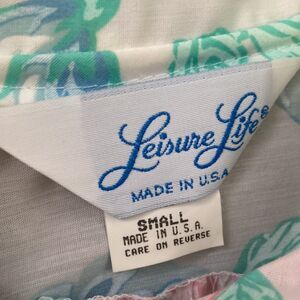 Leisure Life®
MADE IN U.S.A.
SMALL
MADE IN U.S.A.
CARE ON REVERSE